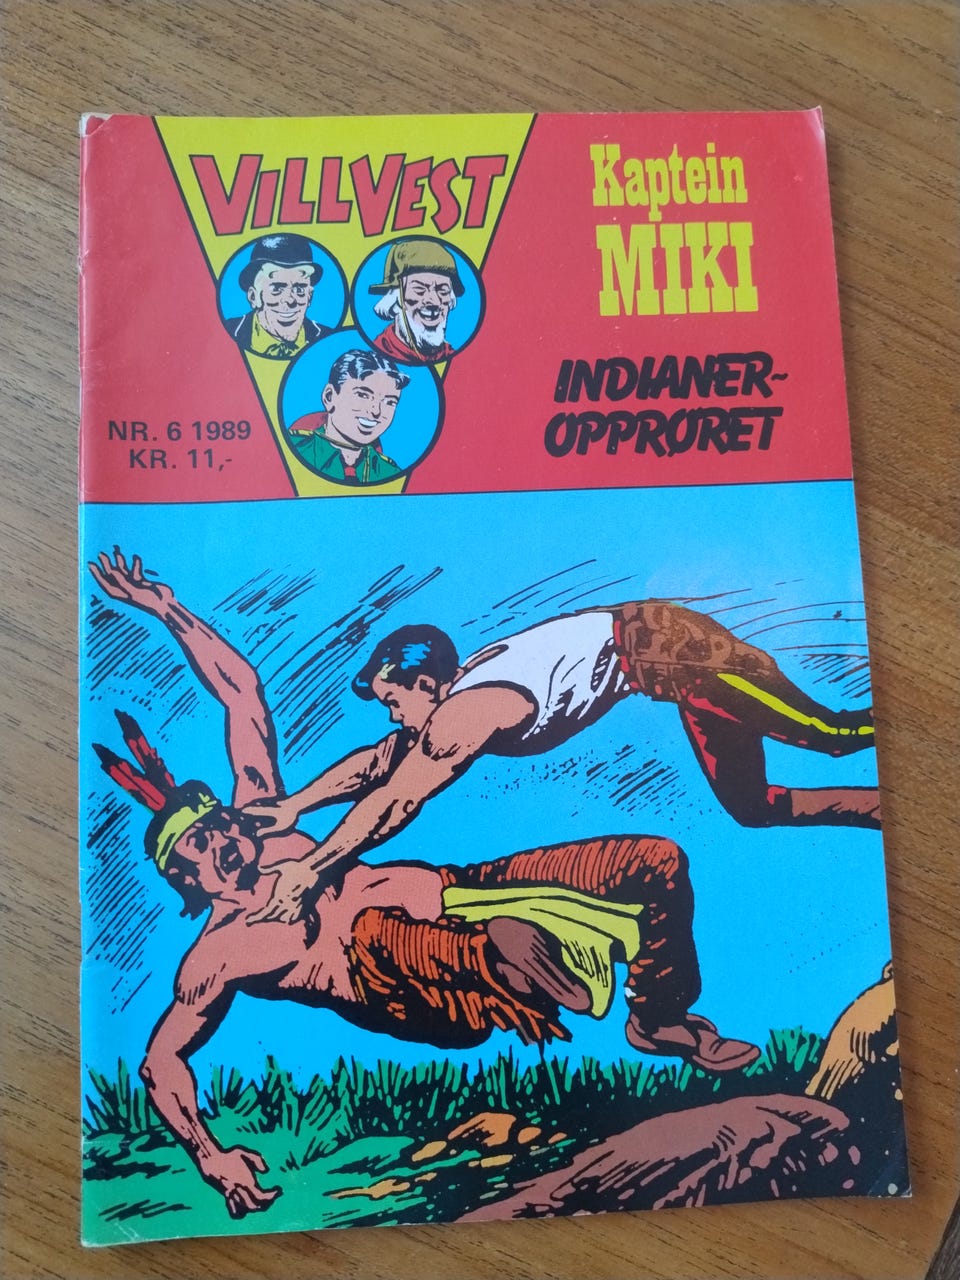 VILLVEST
Kaptein
MIKI
INDIANER-
OPPRØRET
NR. 6 1989
KR. 11,-